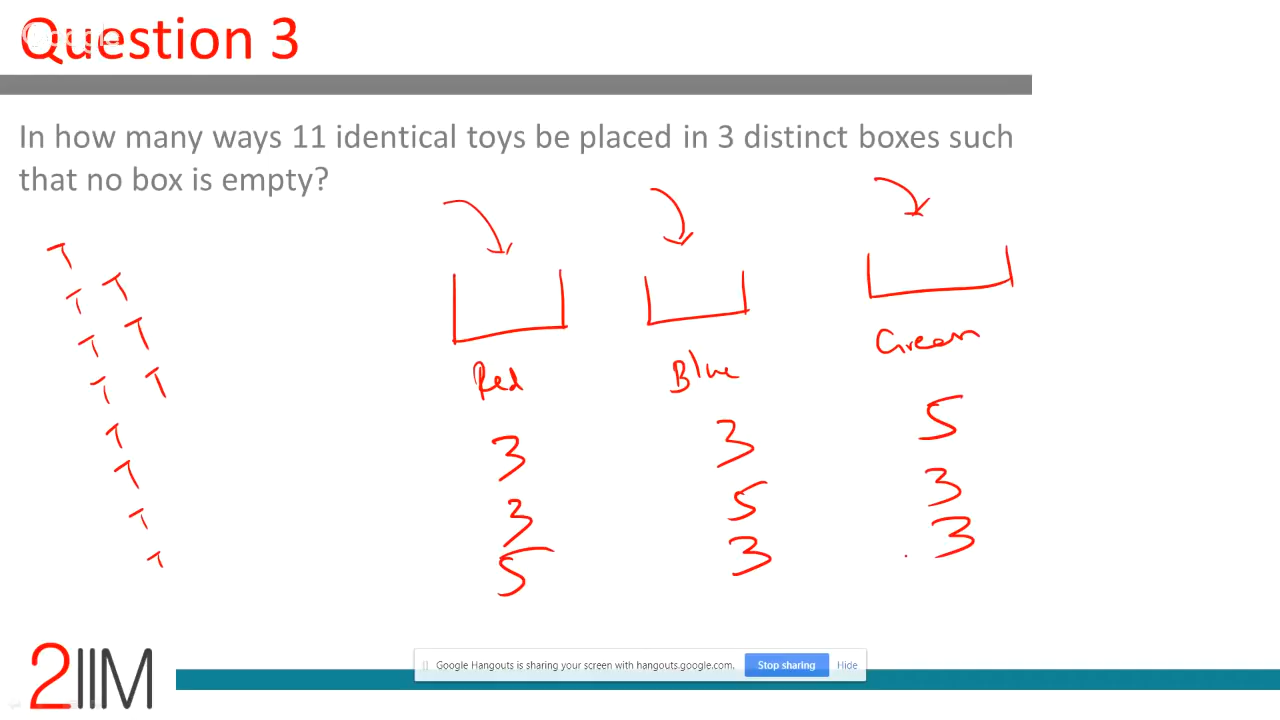 Question 3
Google
In how many ways 11 identical toys be placed in 3 distinct boxes such
that no box is empty?
T
T T
T T
T T
T
T
T
T
Red Blue Green
3 3 5
3 5 3
5 3 3
2IIM
Google Hangouts is sharing your screen with hangouts.google.com. Stop sharing Hide